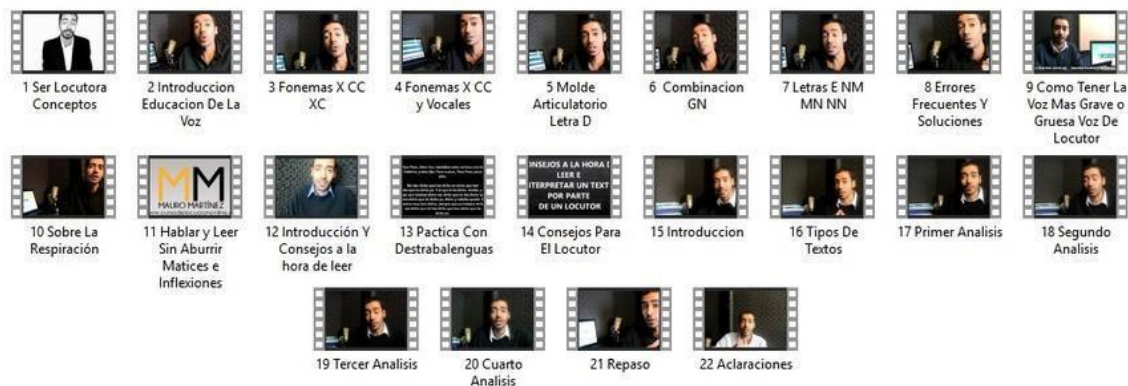 1 Ser Locutora
Conceptos
2 Introduccion
Educacion De La
Voz
3 Fonemas X CC
XC
4 Fonemas X CC
y Vocales
5 Molde
Articulatorio
Letra D
6 Combinacion
GN
7 Letras E NM
MN NN
8 Errores
Frecuentes Y
Soluciones
9 Como Tener La
Voz Mas Grave o
Gruesa Voz De
Locutor
10 Sobre La
Respiración
MM
MAURO MARTÍNEZ
11 Hablar y Leer
Sin Aburrir
Matices e
Inflexiones
12 Introducción Y
Consejos a la
hora de leer
13 Pactica Con
Destrabalenguas
ONSEJOS A LA HORA D
LEER E
NTERPRETAR UN TEXT
POR PARTE
DE UN LOCUTOR
14 Consejos Para
El Locutor
15 Introduccion
16 Tipos De
Textos
17 Primer Analisis
18 Segundo
Analisis
19 Tercer Analisis
20 Cuarto
Analisis
21 Repaso
22 Aclaraciones